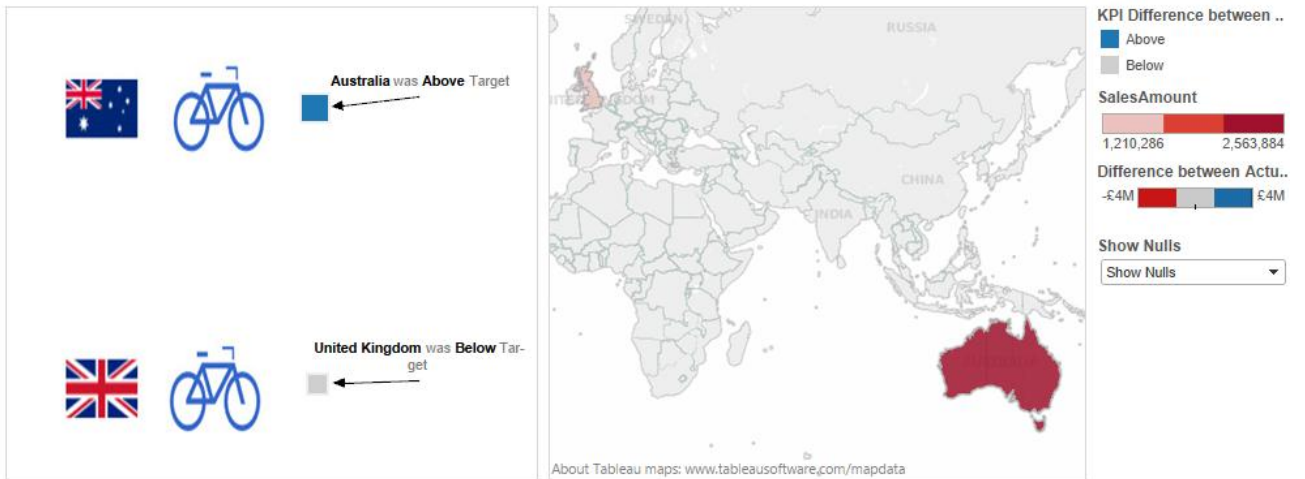 Australia was Above Target
United Kingdom was Below Tar-
get
SWEDEN
RUSSIA
CHINA
INDIA
About Tableau maps: www.tableausoftware.com/mapdata
KPI Difference between ..
Above
Below
SalesAmount
1,210,286 2,563,884
Difference between Actu..
-£4M £4M
Show Nulls
Show Nulls